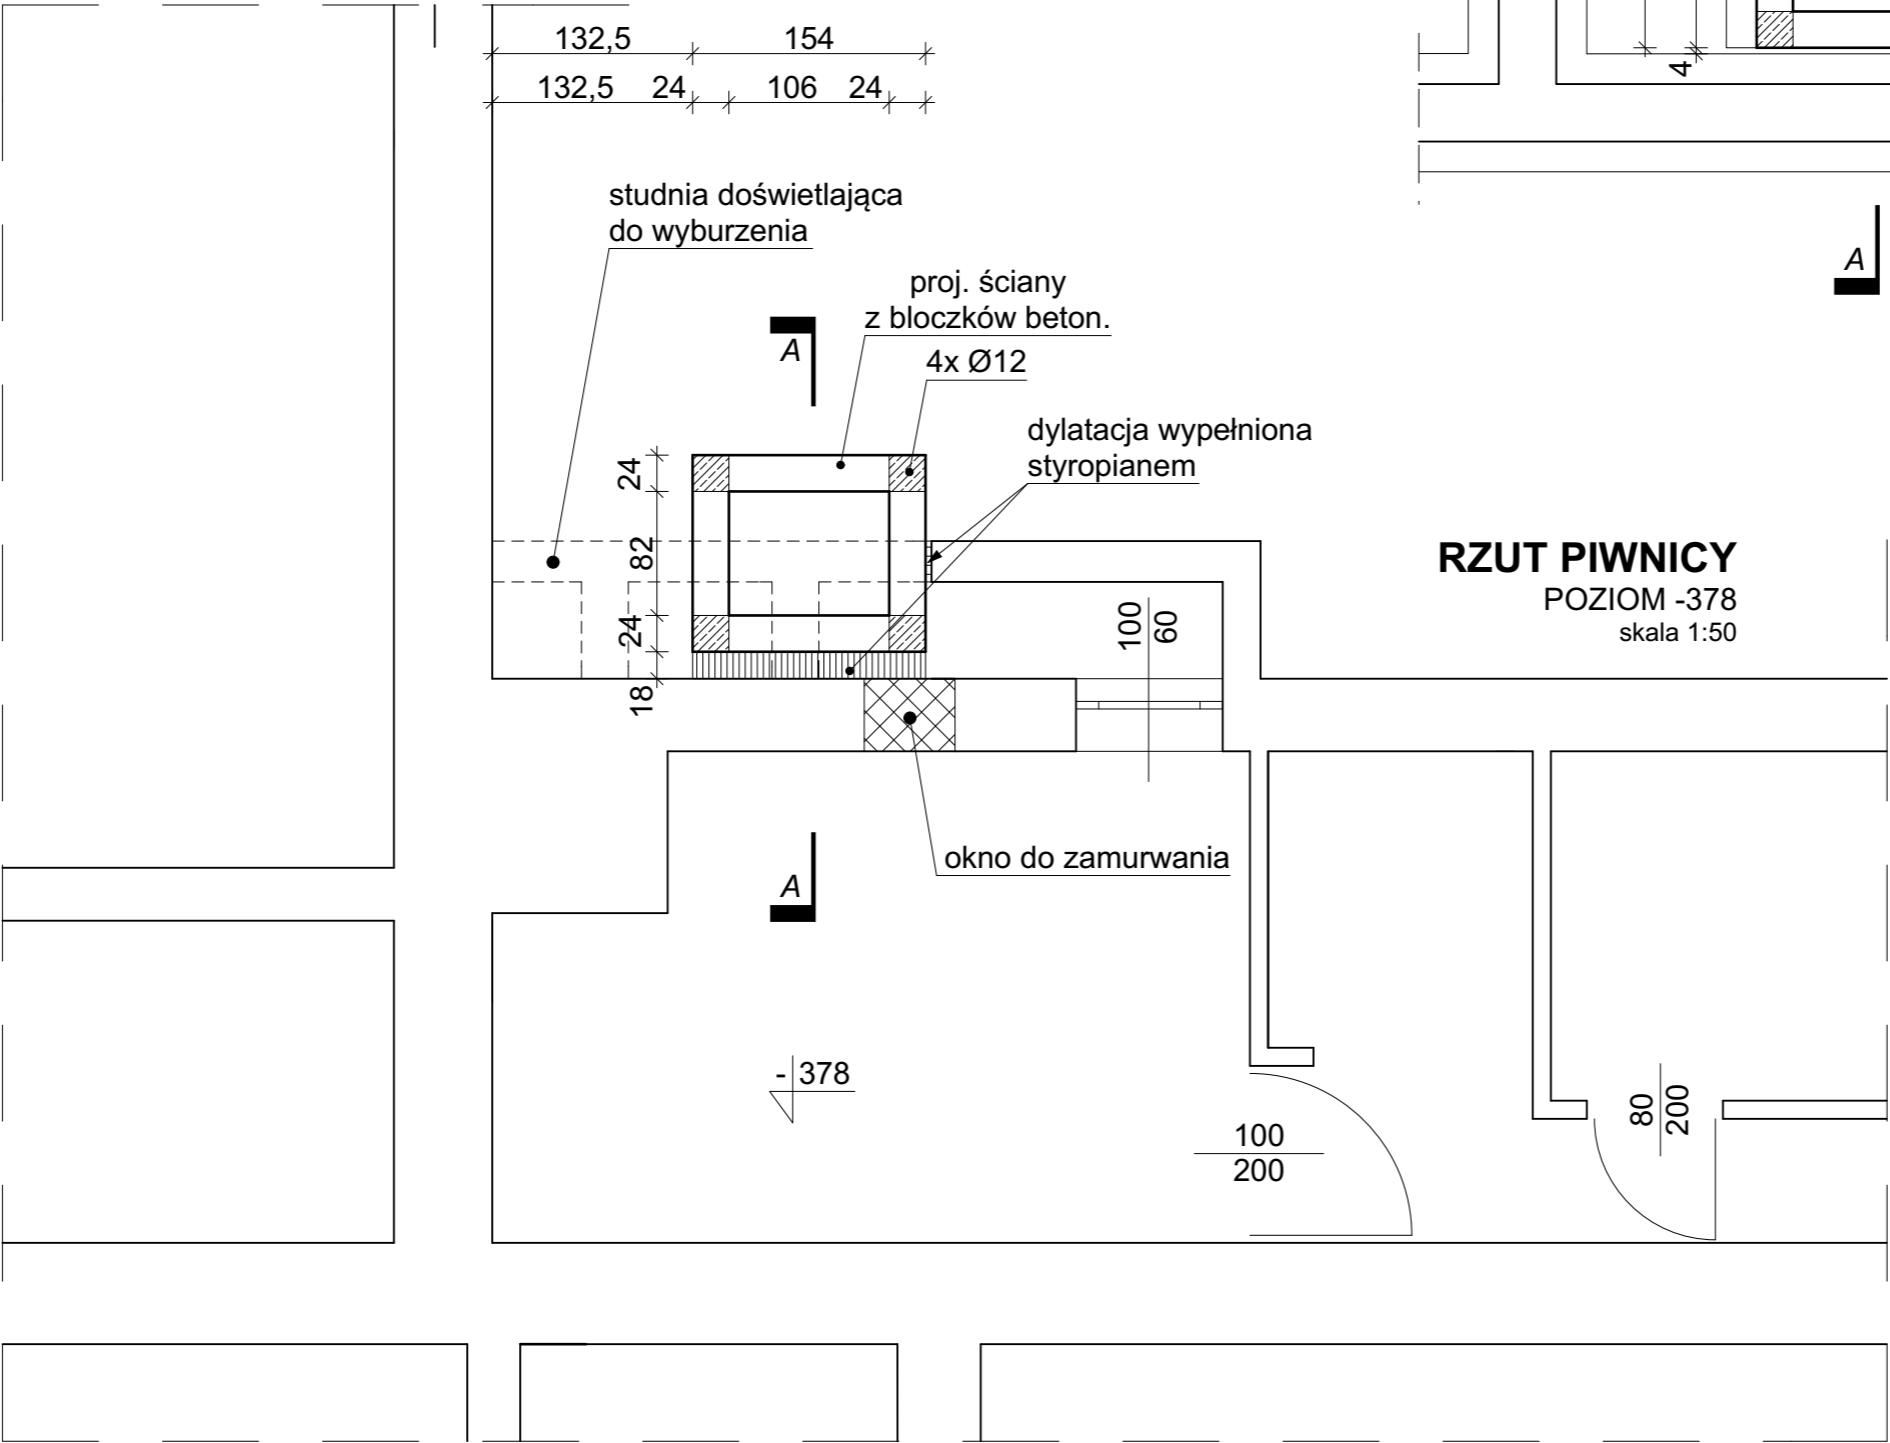 132,5 154
132,5 24 106 24
4
studnia doświetlająca
do wyburzenia
A
proj. ściany
z bloczków beton.
A
4x Ø12
dylatacja wypełniona
styropianem
24
82
24
18
RZUT PIWNICY
POZIOM -378
skala 1:50
100
60
okno do zamurwania
A
- 378
100
200
80
200